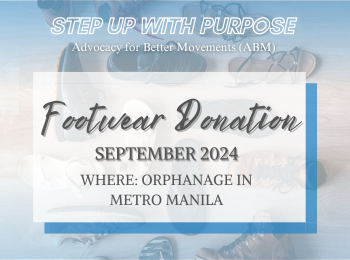 STEP UP WITH PURPOSE
Advocacy for Better Movements (ABM)
Footwear Donation
SEPTEMBER 2024
WHERE: ORPHANAGE IN
METRO MANILA